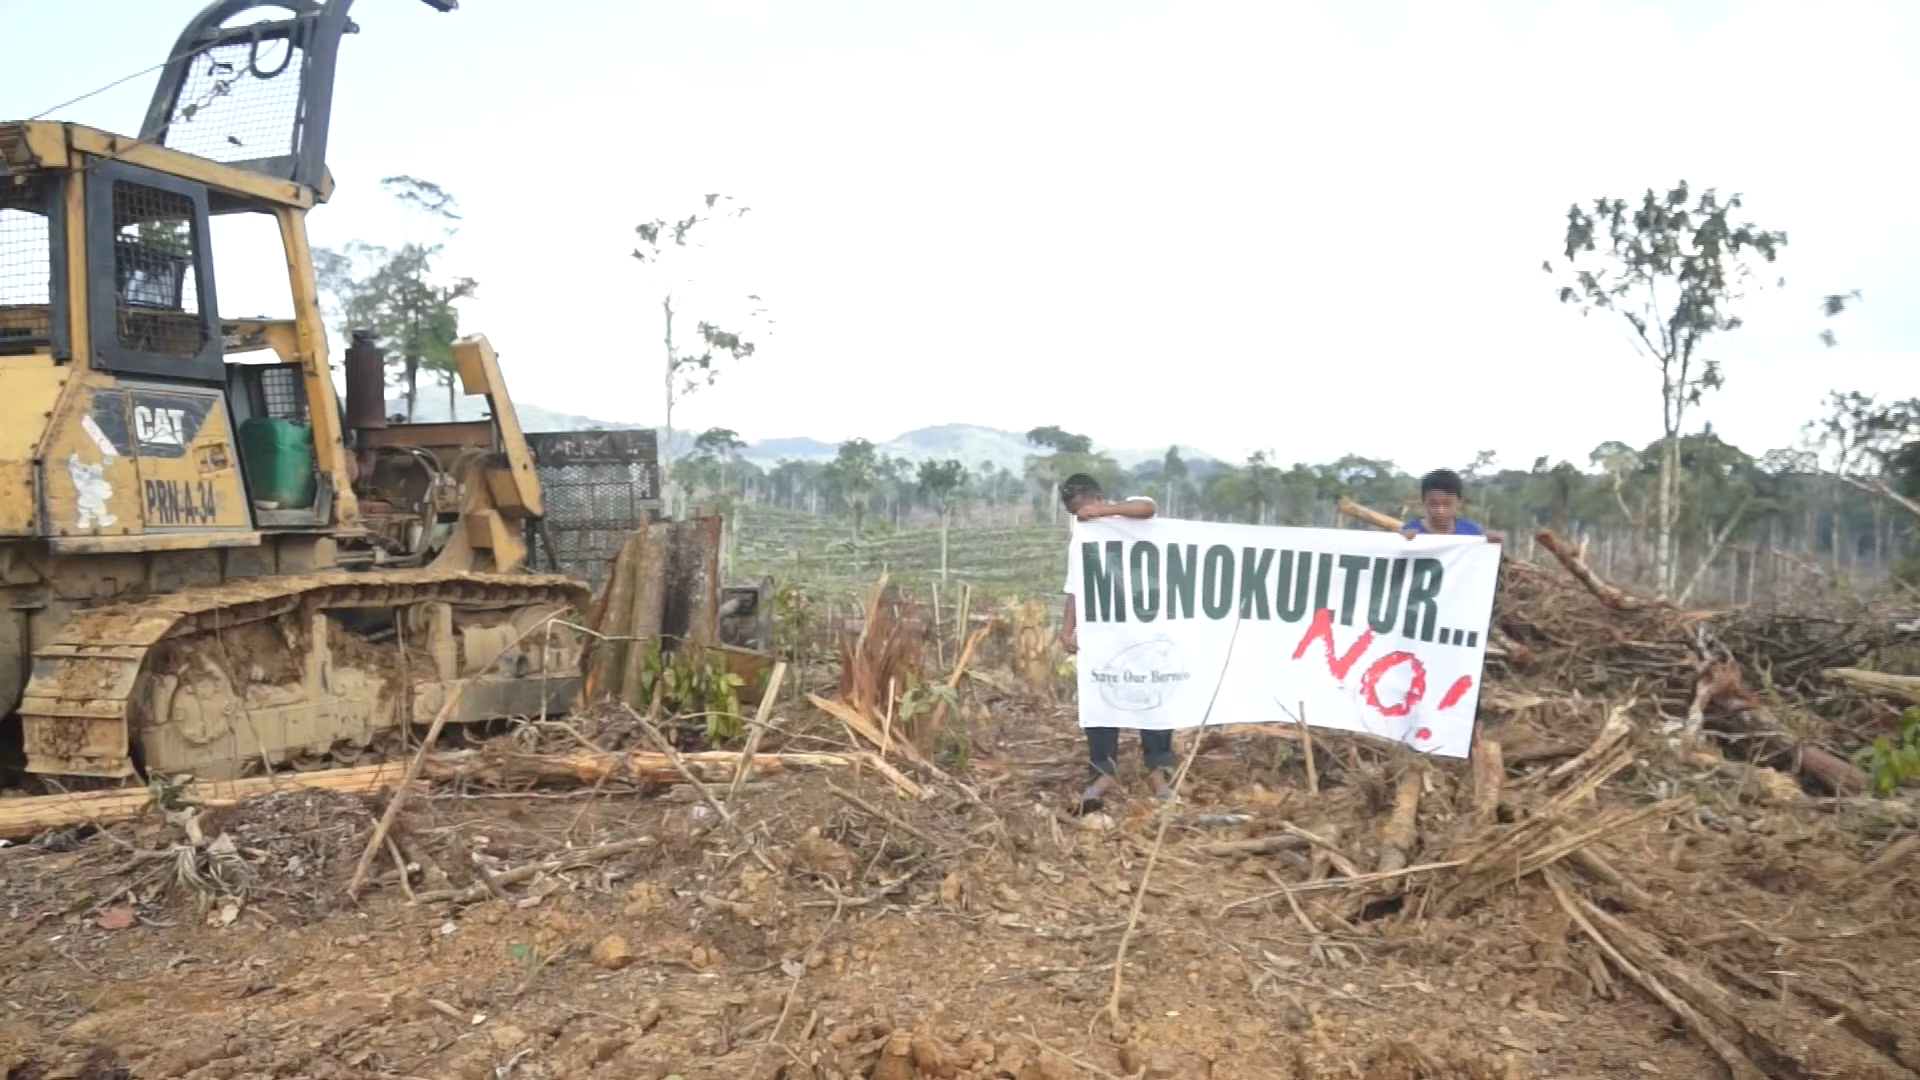 CAT
PRN-A-34
MONOKULTUR...
NO!
Save Our Borneo